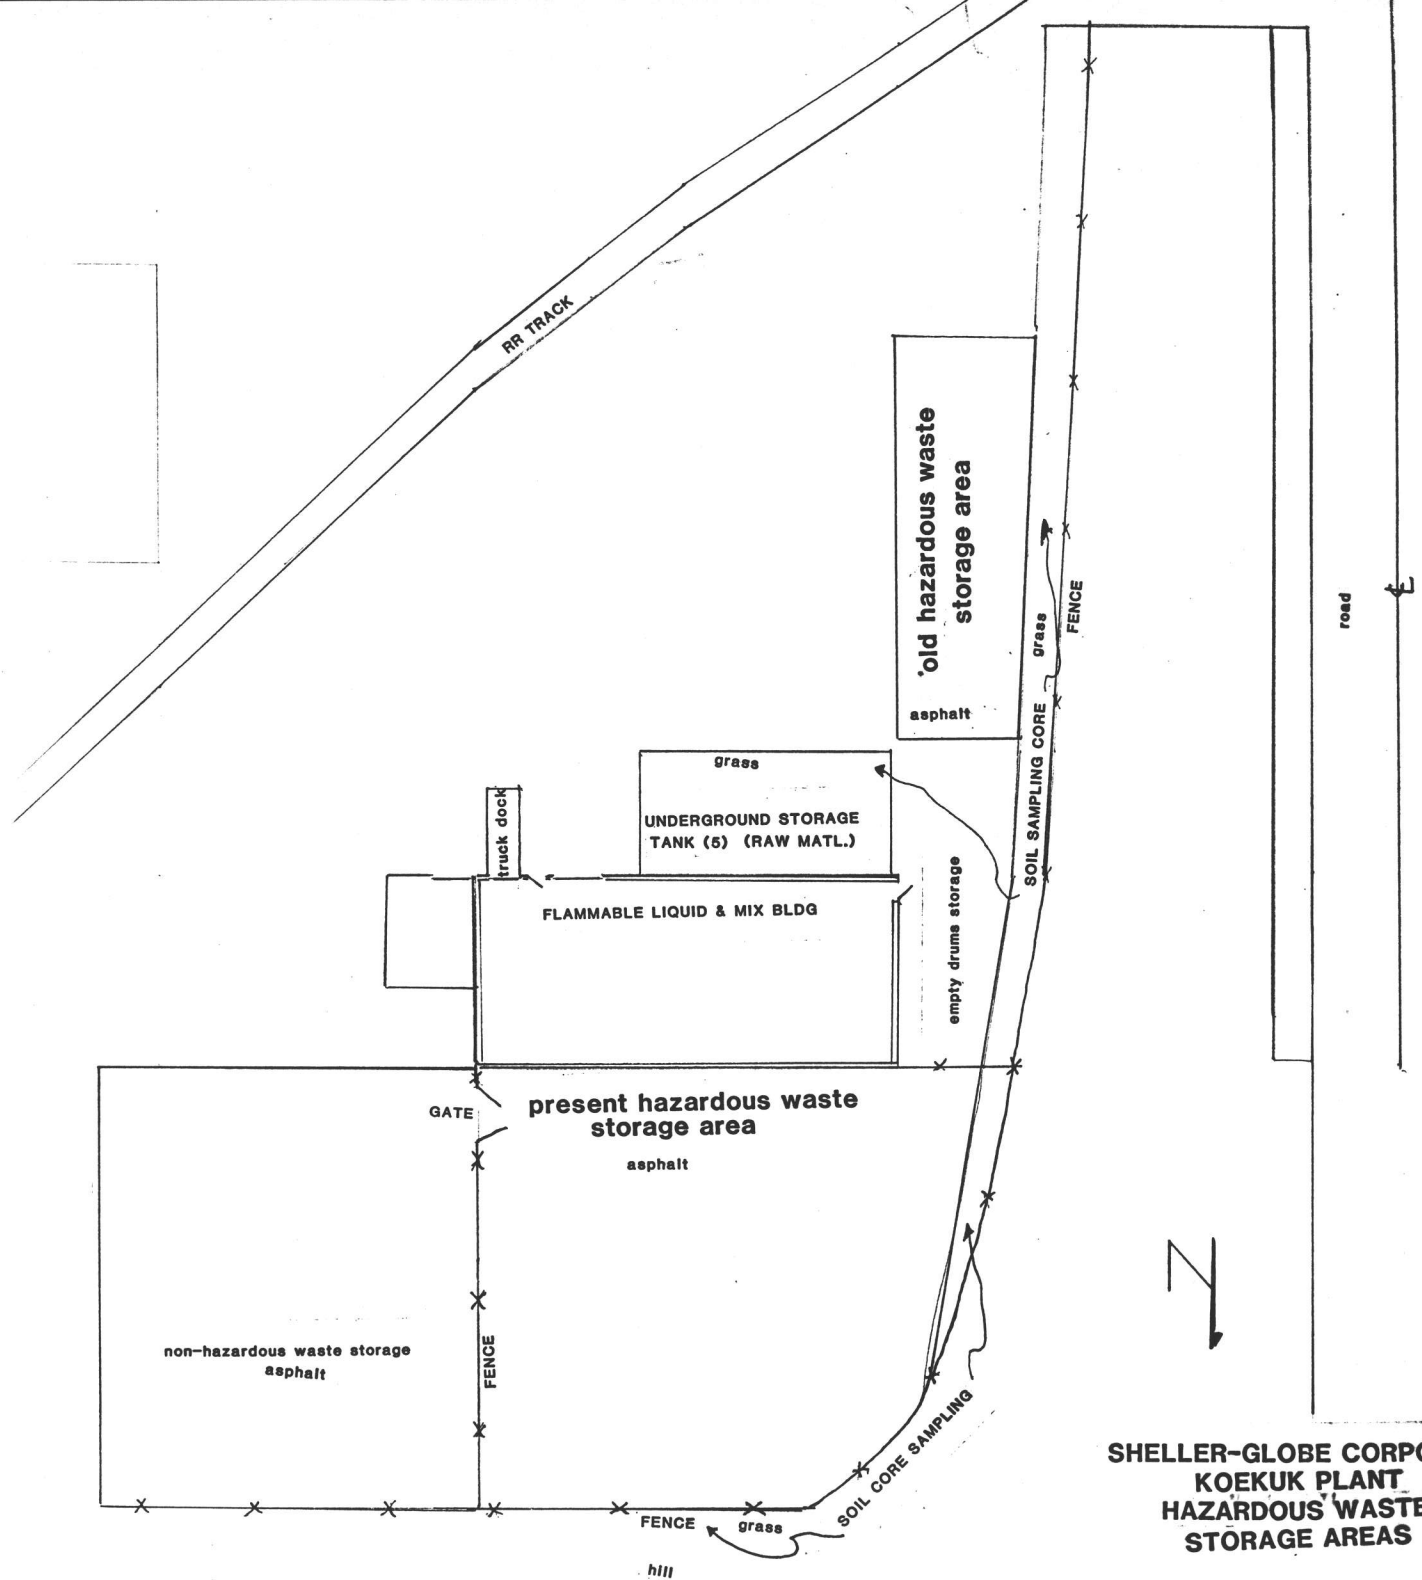 RR TRACK
'old hazardous waste
storage area
asphalt
grass
FENCE
SOIL SAMPLING CORE
road
grass
UNDERGROUND STORAGE
TANK (5) (RAW MATL.)
truck dock
FLAMMABLE LIQUID & MIX BLDG
empty drums storage
GATE
present hazardous waste
storage area
asphalt
non-hazardous waste storage
asphalt
FENCE
N
SOIL CORE SAMPLING
FENCE
grass
hill
SHELLER-GLOBE CORPO
KOEKUK PLANT
HAZARDOUS WASTE
STORAGE AREAS